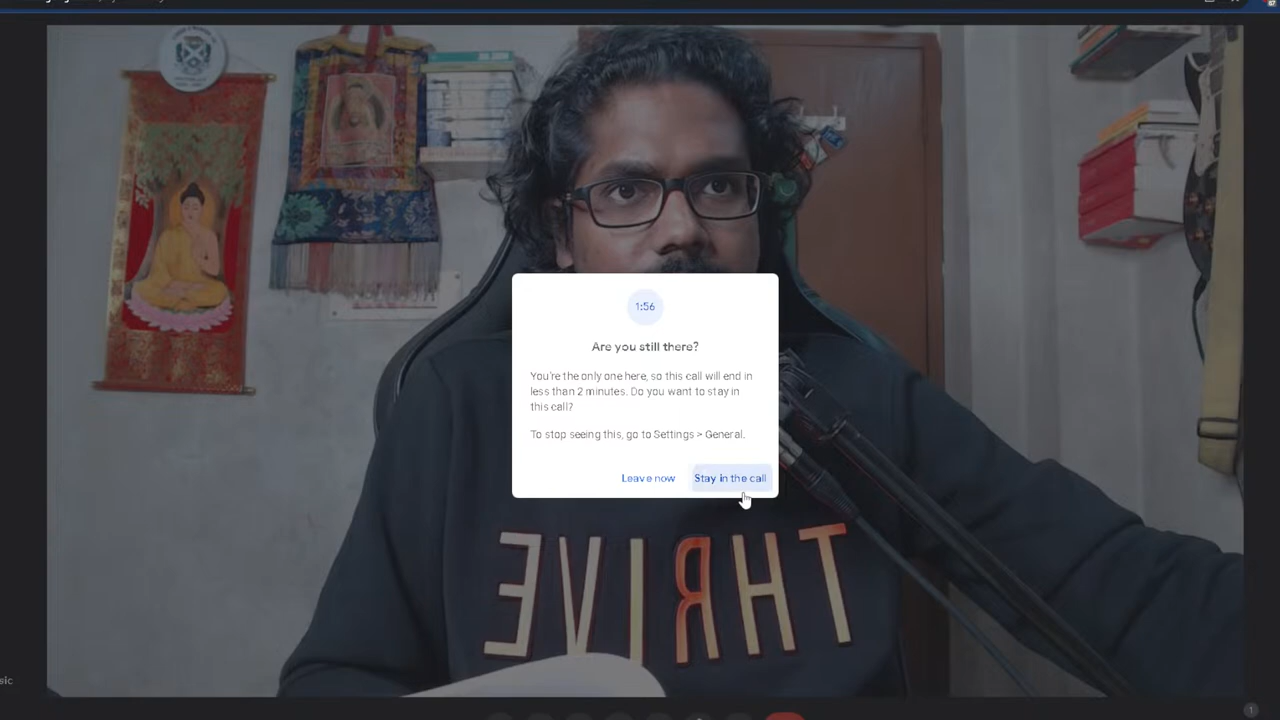 1:56
Are you still there?
You're the only one here, so this call will end in
less than 2 minutes. Do you want to stay in
this call?
To stop seeing this, go to Settings > General.
Leave now
Stay in the call
THRIVE
sic
1